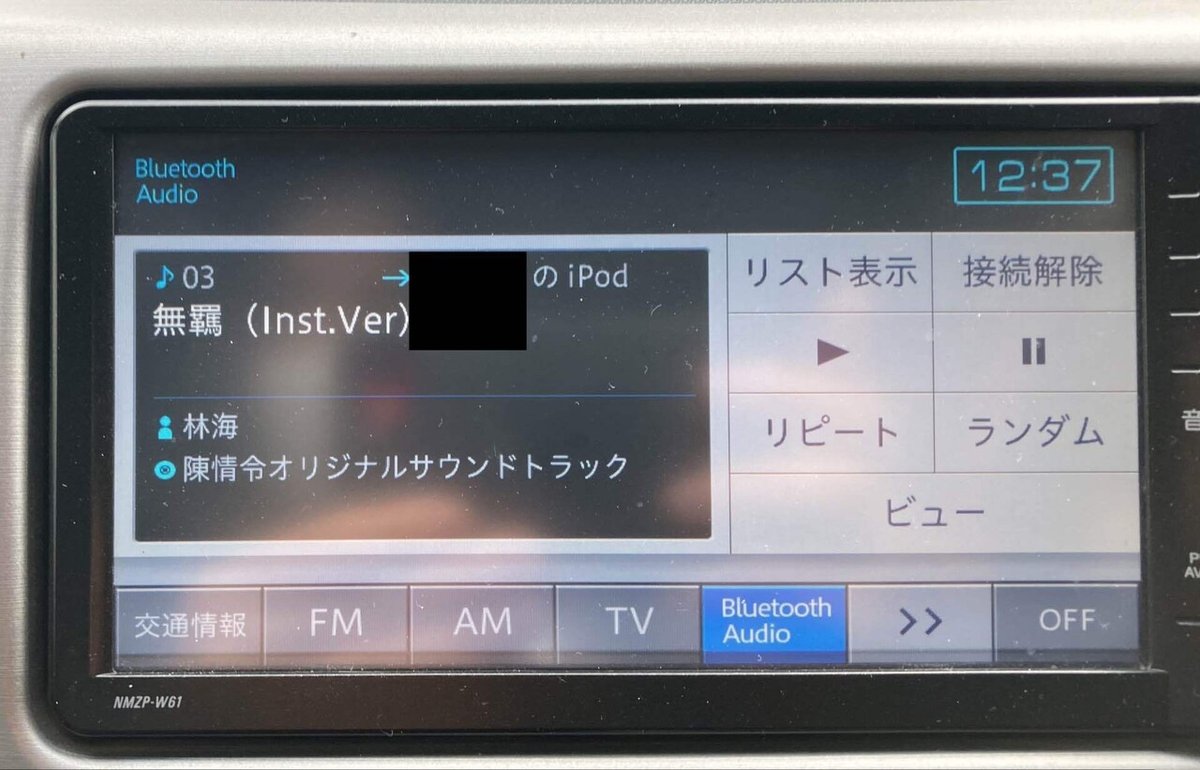 Bluetooth
Audio
12:37
♪ 03
→
の iPod
無羈（Inst.Ver)
林海
陳情令オリジナルサウンドトラック
リスト表示
接続解除
リピート
ランダム
ビュー
交通情報
FM
AM
TV
Bluetooth
Audio
>>
OFF
NMZP-W61
音